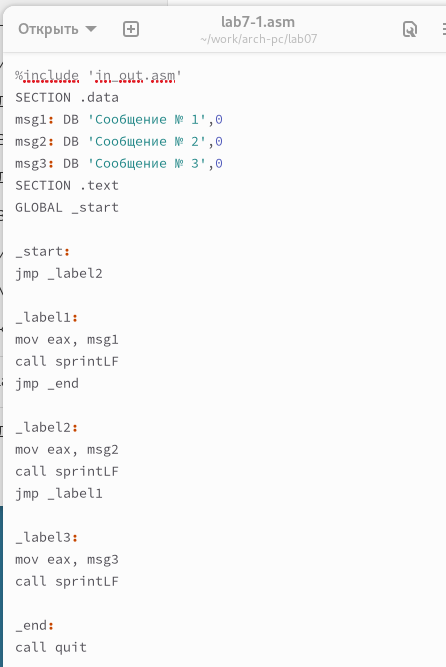 Открыть
lab7-1.asm
~/work/arch-pc/lab07
%include 'in_out.asm'
SECTION .data
msg1: DB 'Сообщение № 1',0
msg2: DB 'Сообщение № 2',0
msg3: DB 'Сообщение № 3',0
SECTION .text
GLOBAL _start
_start:
jmp _label2
_label1:
mov eax, msg1
call sprintLF
jmp _end
_label2:
mov eax, msg2
call sprintLF
jmp _label1
_label3:
mov eax, msg3
call sprintLF
_end:
call quit